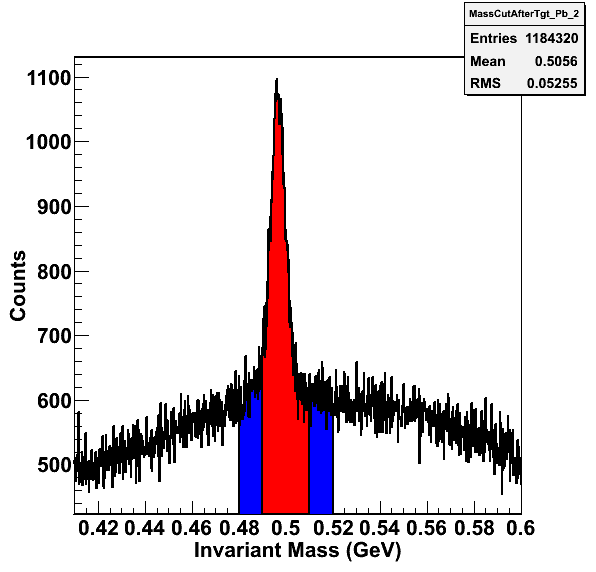 MassCutAfterTgt_Pb_2
Entries 1184320
Mean 0.5056
RMS 0.05255
1100
1000
900
800
700
600
500
Counts
0.42 0.44 0.46 0.48 0.5 0.52 0.54 0.56 0.58 0.6
Invariant Mass (GeV)